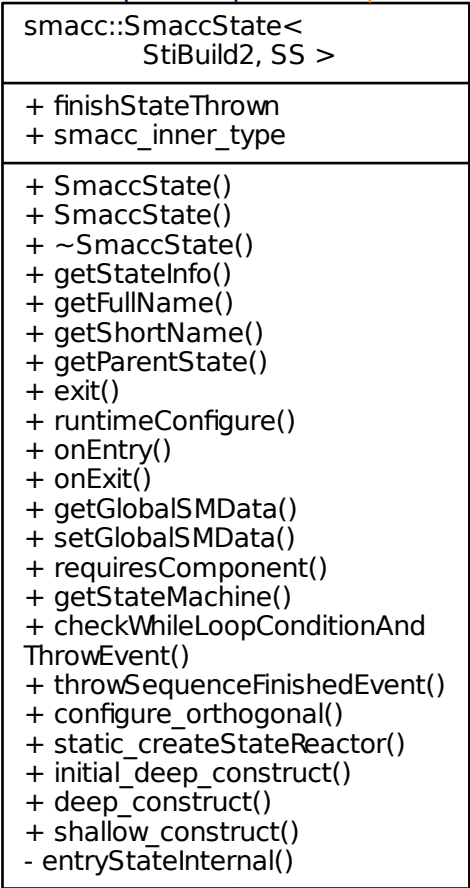 smacc::SmaccState<
StiBuild2, SS >
+ finishStateThrown
+ smacc_inner_type
+ SmaccState()
+ SmaccState()
+ ~SmaccState()
+ getStateInfo()
+ getFullName()
+ getShortName()
+ getParentState()
+ exit()
+ runtimeConfigure()
+ onEntry()
+ onExit()
+ getGlobalSMData()
+ setGlobalSMData()
+ requiresComponent()
+ getStateMachine()
+ checkWhileLoopConditionAnd
ThrowEvent()
+ throwSequenceFinishedEvent()
+ configure_orthogonal()
+ static_createStateReactor()
+ initial_deep_construct()
+ deep_construct()
+ shallow_construct()
- entryStateInternal()